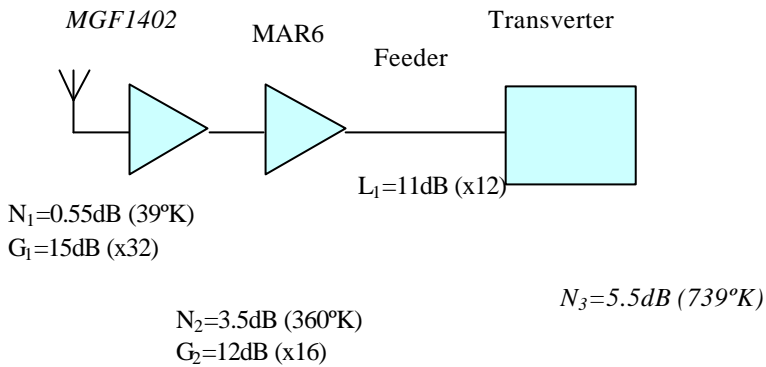 MGF1402
MAR6
Transverter
Feeder
L₁=11dB (x12)
N₁=0.55dB (39ºK)
G₁=15dB (x32)
N₃=5.5dB (739ºK)
N₂=3.5dB (360ºK)
G₂=12dB (x16)